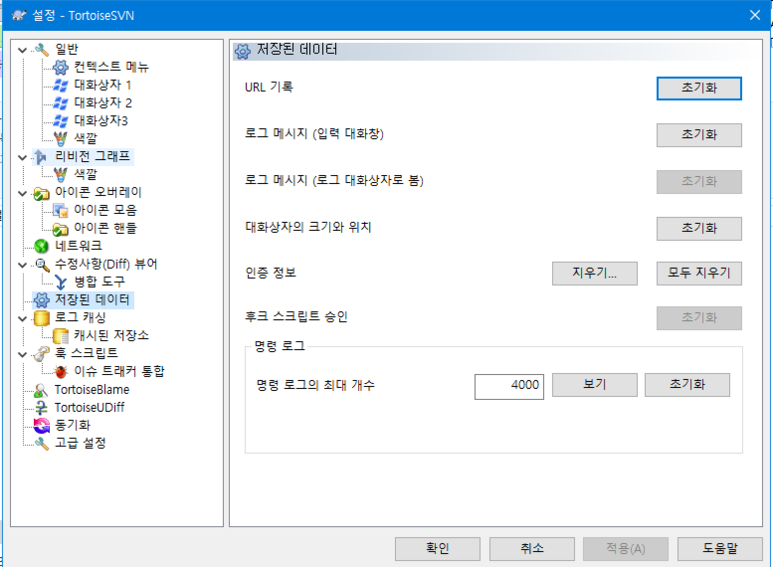 설정 - TortoiseSVN
일반
컨텍스트 메뉴
대화상자 1
대화상자 2
대화상자3
색깔
리비전 그래프
색깔
아이콘 오버레이
아이콘 모음
아이콘 핸들
네트워크
수정사항(Diff) 뷰어
병합 도구
저장된 데이터
로그 캐싱
캐시된 저장소
훅 스크립트
이슈 트래커 통합
TortoiseBlame
TortoiseUDiff
동기화
고급 설정
저장된 데이터
URL 기록 초기화
로그 메시지 (입력 대화창) 초기화
로그 메시지 (로그 대화상자로 봄) 초기화
대화상자의 크기와 위치 초기화
인증 정보 지우기... 모두 지우기
후크 스크립트 승인 초기화
명령 로그
명령 로그의 최대 개수 4000 보기 초기화
확인 취소 적용(A) 도움말